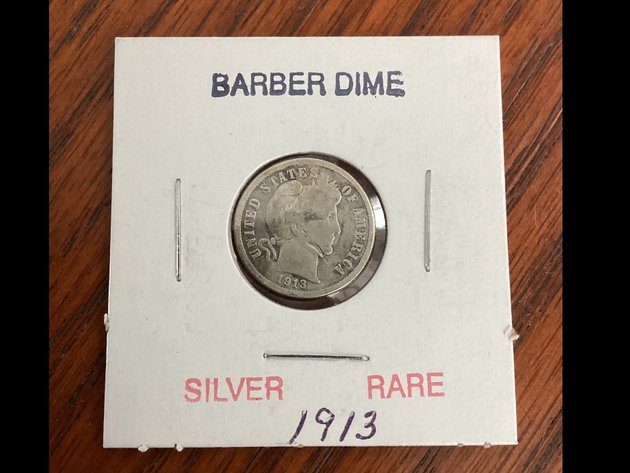 BARBER DIME
UNITED STATES OF AMERICA
1913
SILVER RARE
1913